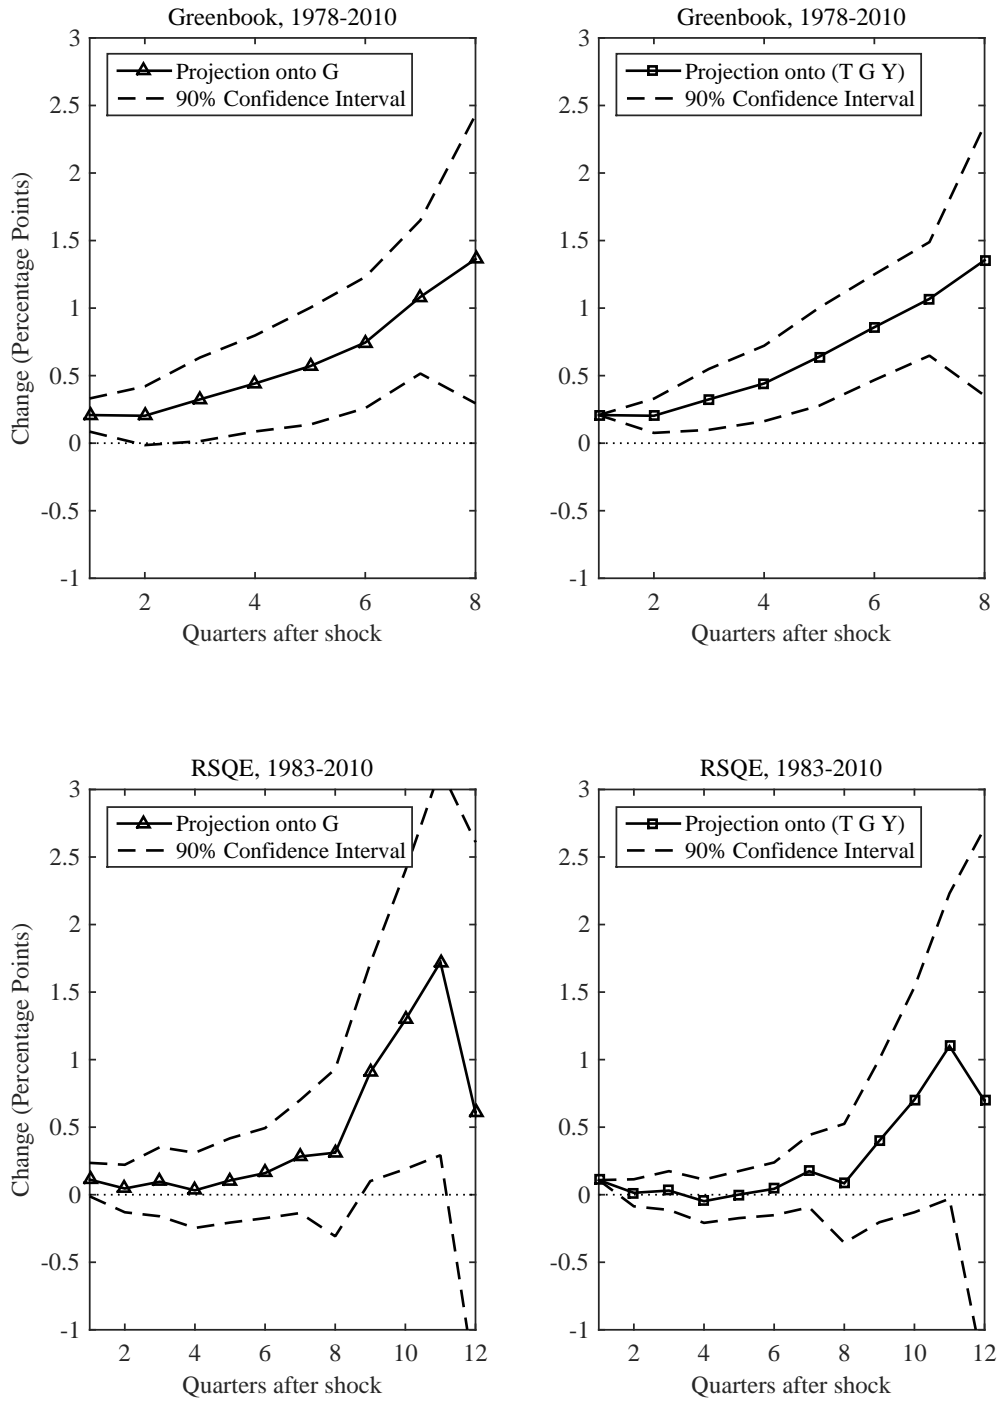 Greenbook, 1978-2010
3
2.5
2
1.5
1
0.5
0
-0.5
-1
Change (Percentage Points)
Projection onto G
90% Confidence Interval
2 4 6 8
Quarters after shock
Greenbook, 1978-2010
3
2.5
2
1.5
1
0.5
0
-0.5
-1
Projection onto (T G Y)
90% Confidence Interval
2 4 6 8
Quarters after shock
RSQE, 1983-2010
3
2.5
2
1.5
1
0.5
0
-0.5
-1
Change (Percentage Points)
Projection onto G
90% Confidence Interval
2 4 6 8 10 12
Quarters after shock
RSQE, 1983-2010
3
2.5
2
1.5
1
0.5
0
-0.5
-1
Projection onto (T G Y)
90% Confidence Interval
2 4 6 8 10 12
Quarters after shock